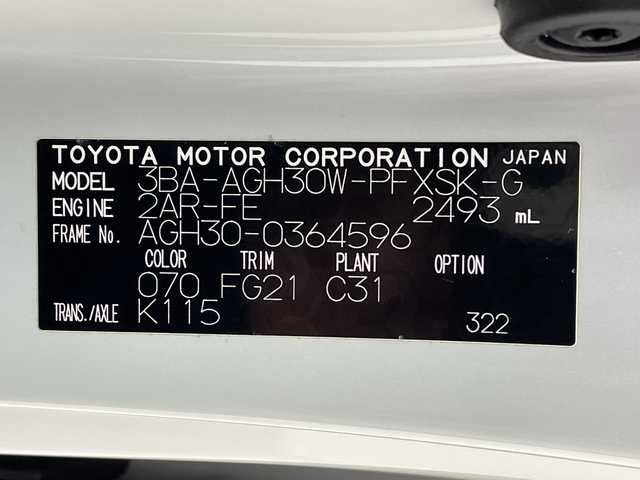 TOYOTA MOTOR CORPORATION JAPAN
MODEL 3BA-AGH30W-PFXSK-G
ENGINE 2AR-FE 2493 mL
FRAME No. AGH30-0364596
COLOR TRIM PLANT OPTION
070 FG21 C31
TRANS./AXLE K115 322